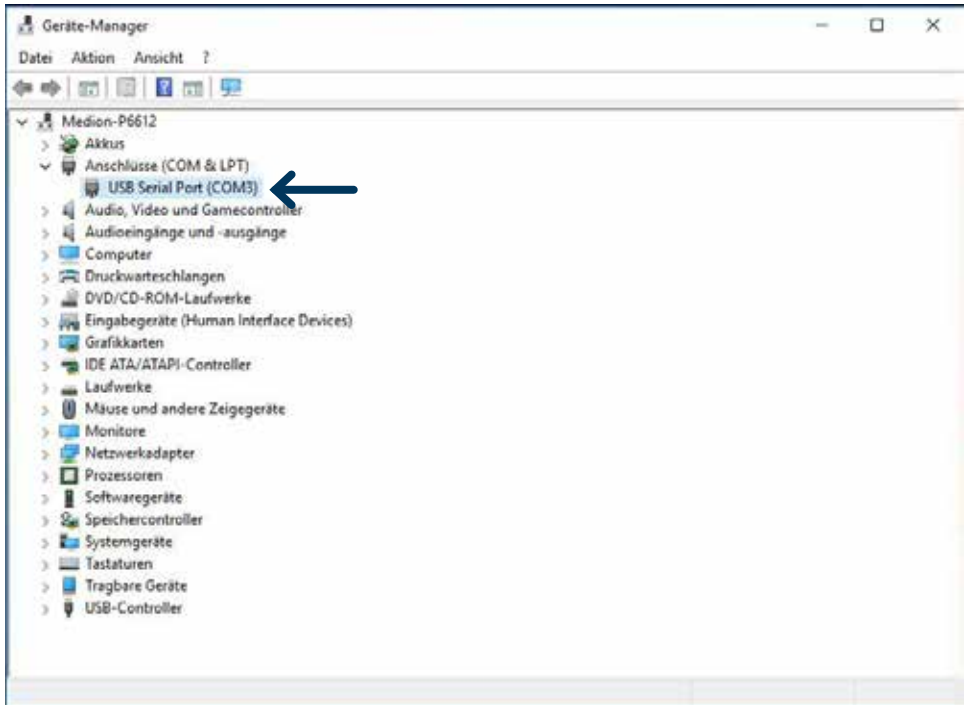 Geräte-Manager
Datei Aktion Ansicht ?
Medion-P6612
Akkus
Anschlüsse (COM & LPT)
USB Serial Port (COM3)
Audio, Video und Gamecontroller
Audioeingänge und -ausgänge
Computer
Druckwarteschlangen
DVD/CD-ROM-Laufwerke
Eingabegeräte (Human Interface Devices)
Grafikkarten
IDE ATA/ATAPI-Controller
Laufwerke
Mäuse und andere Zeigegeräte
Monitore
Netzwerkadapter
Prozessoren
Softwaregeräte
Speichercontroller
Systemgeräte
Tastaturen
Tragbare Geräte
USB-Controller